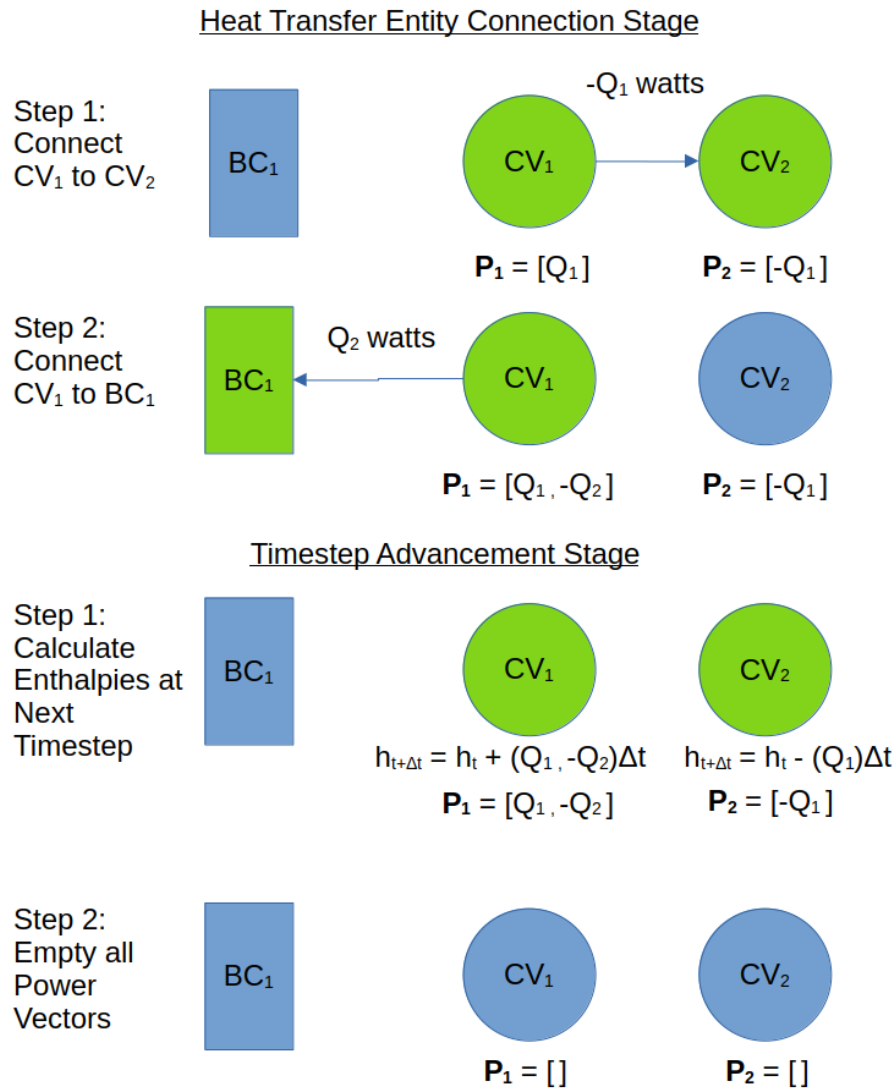 Heat Transfer Entity Connection Stage
Step 1:
Connect
CV₁ to CV₂
BC₁
-Q₁ watts
CV₁
CV₂
P₁ = [Q₁ ]
P₂ = [-Q₁ ]
Step 2:
Connect
CV₁ to BC₁
BC₁
Q₂ watts
CV₁
CV₂
P₁ = [Q₁ , -Q₂ ]
P₂ = [-Q₁ ]
Timestep Advancement Stage
Step 1:
Calculate
Enthalpies at
Next
Timestep
BC₁
CV₁
CV₂
hₜ₊Δₜ = hₜ + (Q₁ , -Q₂)Δt
hₜ₊Δₜ = hₜ - (Q₁)Δt
P₁ = [Q₁ , -Q₂ ]
P₂ = [-Q₁ ]
Step 2:
Empty all
Power
Vectors
BC₁
CV₁
CV₂
P₁ = [ ]
P₂ = [ ]